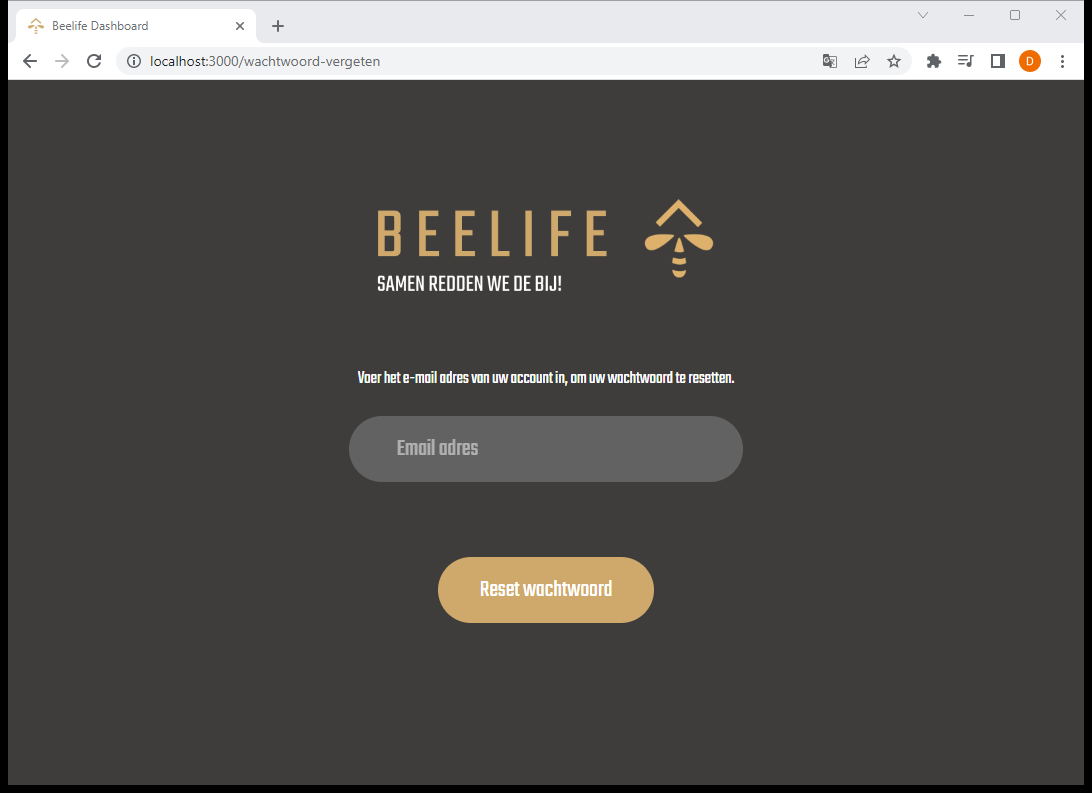 Beelife Dashboard
localhost:3000/wachtwoord-vergeten
D
BEELIFE
SAMEN REDDEN WE DE BIJ!
Voer het e-mail adres van uw account in, om uw wachtwoord te resetten.
Email adres
Reset wachtwoord